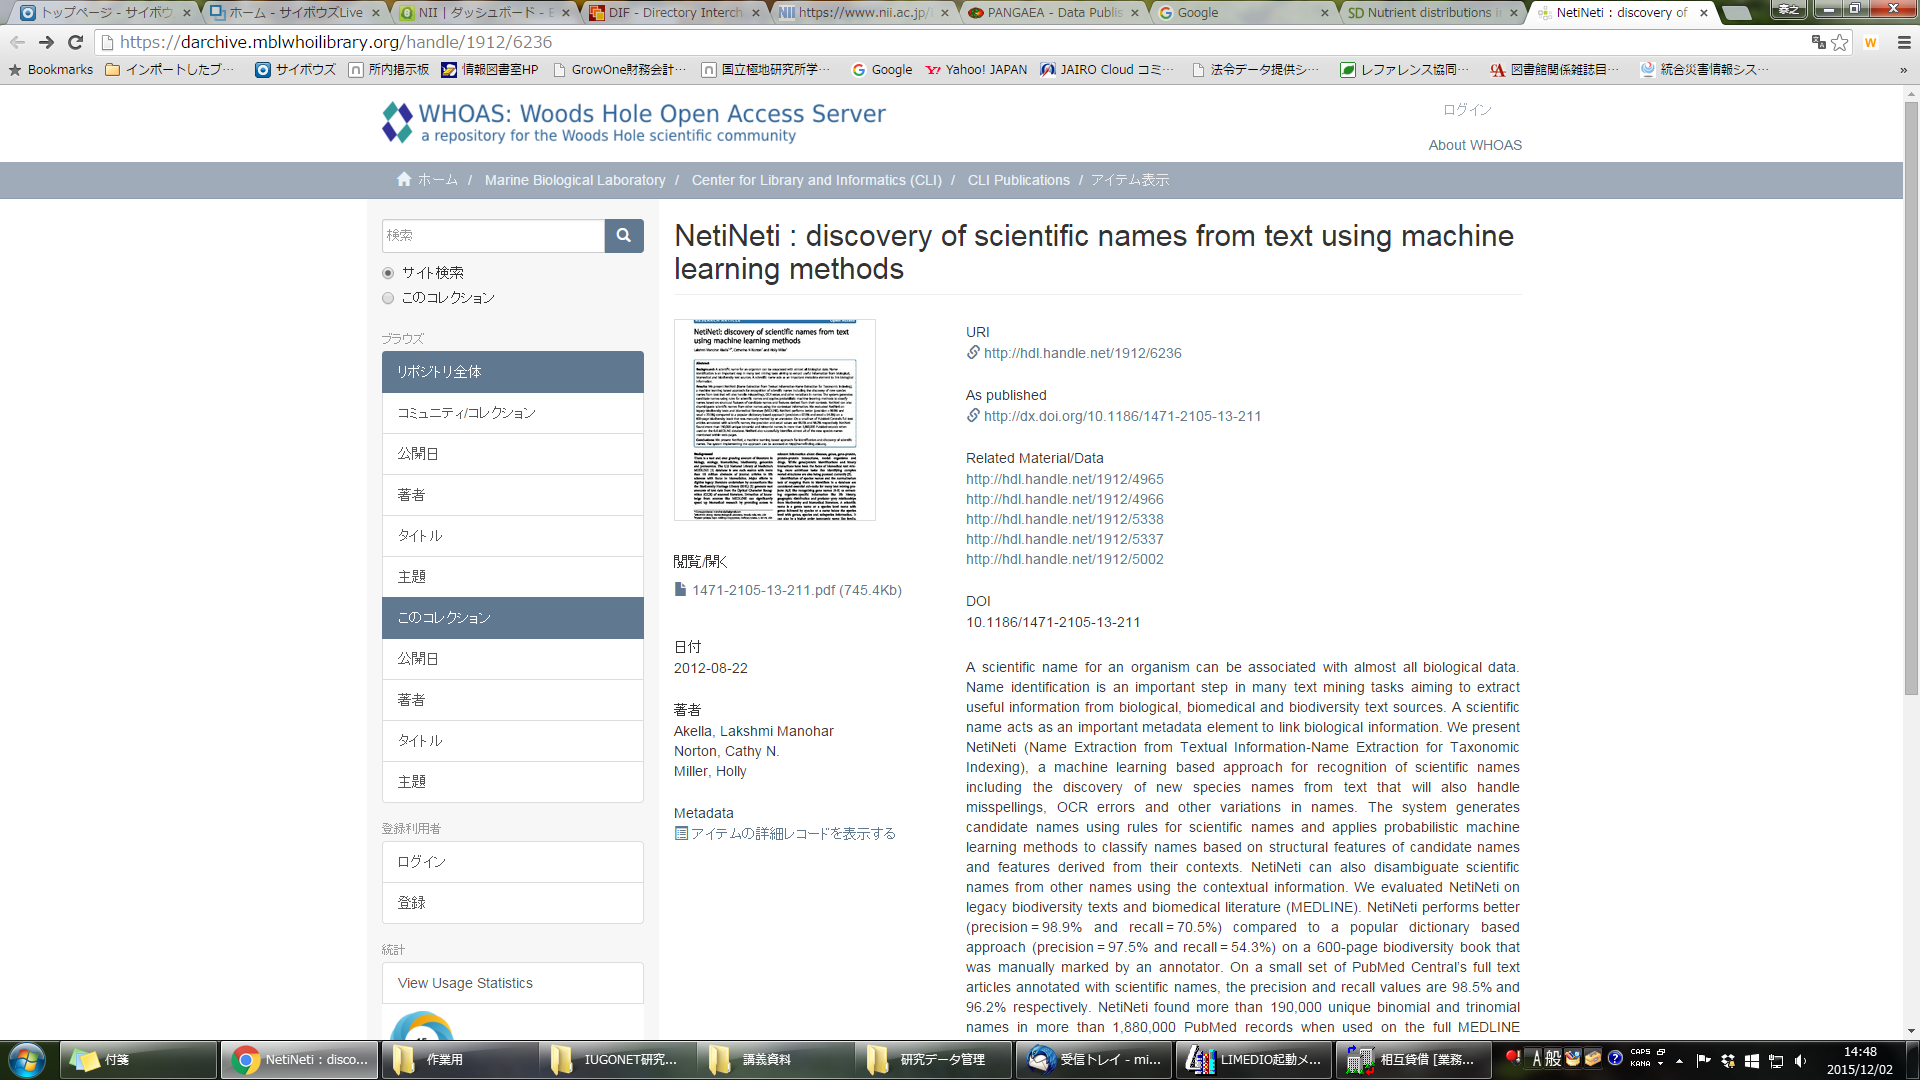 トップページ - サイボウ
ホーム - サイボウズLive
NII | ダッシュボード - E
DIF - Directory Interch
https://www.nii.ac.jp/i
PANGAEA - Data Publis
Google
Nutrient distributions i
NetiNeti : discovery of
泰之
https://darchive.mblwhoilibrary.org/handle/1912/6236
Bookmarks
インポートしたブ…
サイボウズ
所内掲示板
情報図書室HP
GrowOne財務会計…
国立極地研究所学…
Google
Yahoo! JAPAN
JAIRO Cloud コミ…
法令データ提供シ…
レファレンス協同…
図書館関係雑誌目…
統合災害情報シス…
»
WHOAS: Woods Hole Open Access Server
a repository for the Woods Hole scientific community
ログイン
About WHOAS
ホーム / Marine Biological Laboratory / Center for Library and Informatics (CLI) / CLI Publications / アイテム表示
検索
サイト検索
このコレクション
ブラウズ
リポジトリ全体
コミュニティ/コレクション
公開日
著者
タイトル
主題
このコレクション
公開日
著者
タイトル
主題
登録利用者
ログイン
登録
統計
View Usage Statistics
NetiNeti : discovery of scientific names from text using machine
learning methods
NetiNeti: discovery of scientific names from text
using machine learning methods
閲覧/開く
1471-2105-13-211.pdf (745.4Kb)
日付
2012-08-22
著者
Akella, Lakshmi Manohar
Norton, Cathy N.
Miller, Holly
Metadata
アイテムの詳細レコードを表示する
URI
http://hdl.handle.net/1912/6236
As published
http://dx.doi.org/10.1186/1471-2105-13-211
Related Material/Data
http://hdl.handle.net/1912/4965
http://hdl.handle.net/1912/4966
http://hdl.handle.net/1912/5338
http://hdl.handle.net/1912/5337
http://hdl.handle.net/1912/5002
DOI
10.1186/1471-2105-13-211
A scientific name for an organism can be associated with almost all biological data.
Name identification is an important step in many text mining tasks aiming to extract
useful information from biological, biomedical and biodiversity text sources. A scientific
name acts as an important metadata element to link biological information. We present
NetiNeti (Name Extraction from Textual Information-Name Extraction for Taxonomic
Indexing), a machine learning based approach for recognition of scientific names
including the discovery of new species names from text that will also handle
misspellings, OCR errors and other variations in names. The system generates
candidate names using rules for scientific names and applies probabilistic machine
learning methods to classify names based on structural features of candidate names
and features derived from their contexts. NetiNeti can also disambiguate scientific
names from other names using the contextual information. We evaluated NetiNeti on
legacy biodiversity texts and biomedical literature (MEDLINE). NetiNeti performs better
(precision = 98.9% and recall = 70.5%) compared to a popular dictionary based
approach (precision = 97.5% and recall = 54.3%) on a 600-page biodiversity book that
was manually marked by an annotator. On a small set of PubMed Central's full text
articles annotated with scientific names, the precision and recall values are 98.5% and
96.2% respectively. NetiNeti found more than 190,000 unique binomial and trinomial
names in more than 1,880,000 PubMed records when used on the full MEDLINE
付箋
NetiNeti : disco...
作業用
IUGONET研究...
講義資料
研究データ管理
受信トレイ - mi...
LIMEDIO起動メ...
相互貸借 [業務...
A 般
CAPS
KANA
14:48
2015/12/02